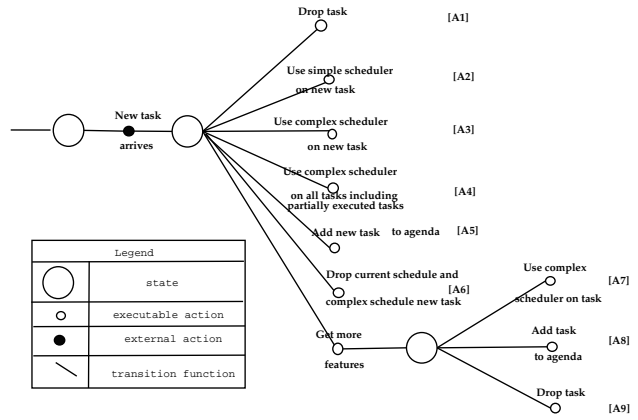 Drop task [A1]
Use simple scheduler [A2]
on new task
New task
arrives
Use complex scheduler [A3]
on new task
Use complex scheduler
on all tasks including [A4]
partially executed tasks
Add new task to agenda [A5]
Drop current schedule and
complex schedule new task [A6]
Get more
features
Use complex [A7]
scheduler on task
Add task [A8]
to agenda
Drop task [A9]
Legend
state
executable action
external action
transition function